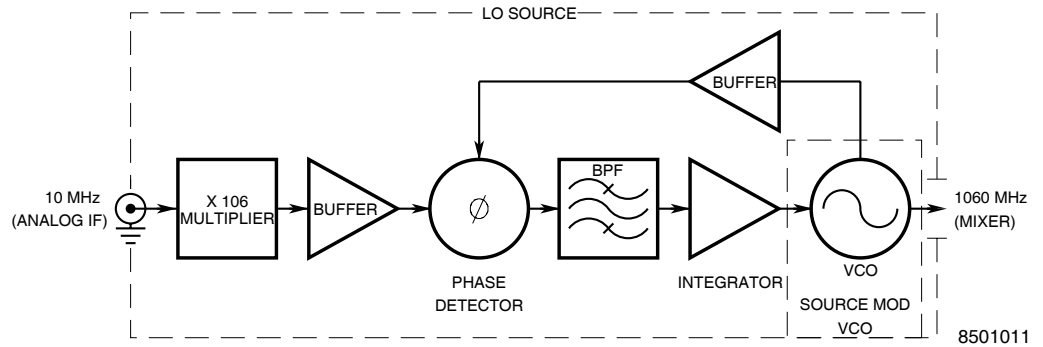 LO SOURCE
BUFFER
10 MHz
(ANALOG IF)
X 106
MULTIPLIER
BUFFER
BPF
1060 MHz
(MIXER)
PHASE
DETECTOR
INTEGRATOR
VCO
SOURCE MOD
VCO
8501011